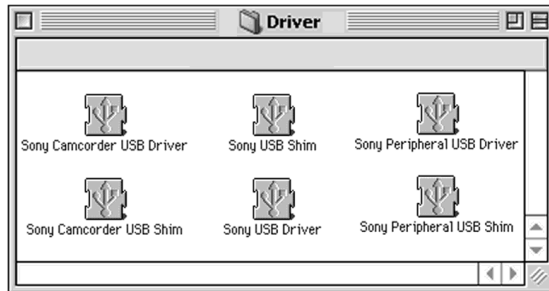 Driver
Sony Camcorder USB Driver
Sony USB Shim
Sony Peripheral USB Driver
Sony Camcorder USB Shim
Sony USB Driver
Sony Peripheral USB Shim